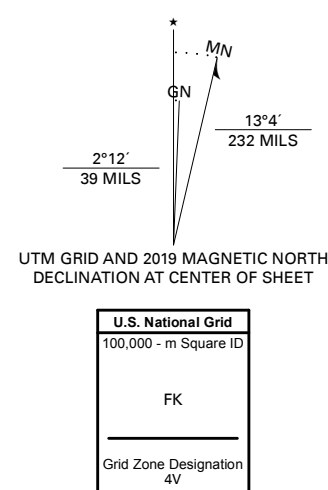 ★
MN
GN
13°4´
232 MILS
2°12´
39 MILS
UTM GRID AND 2019 MAGNETIC NORTH
DECLINATION AT CENTER OF SHEET
U.S. National Grid
100,000 - m Square ID
FK
Grid Zone Designation
4V